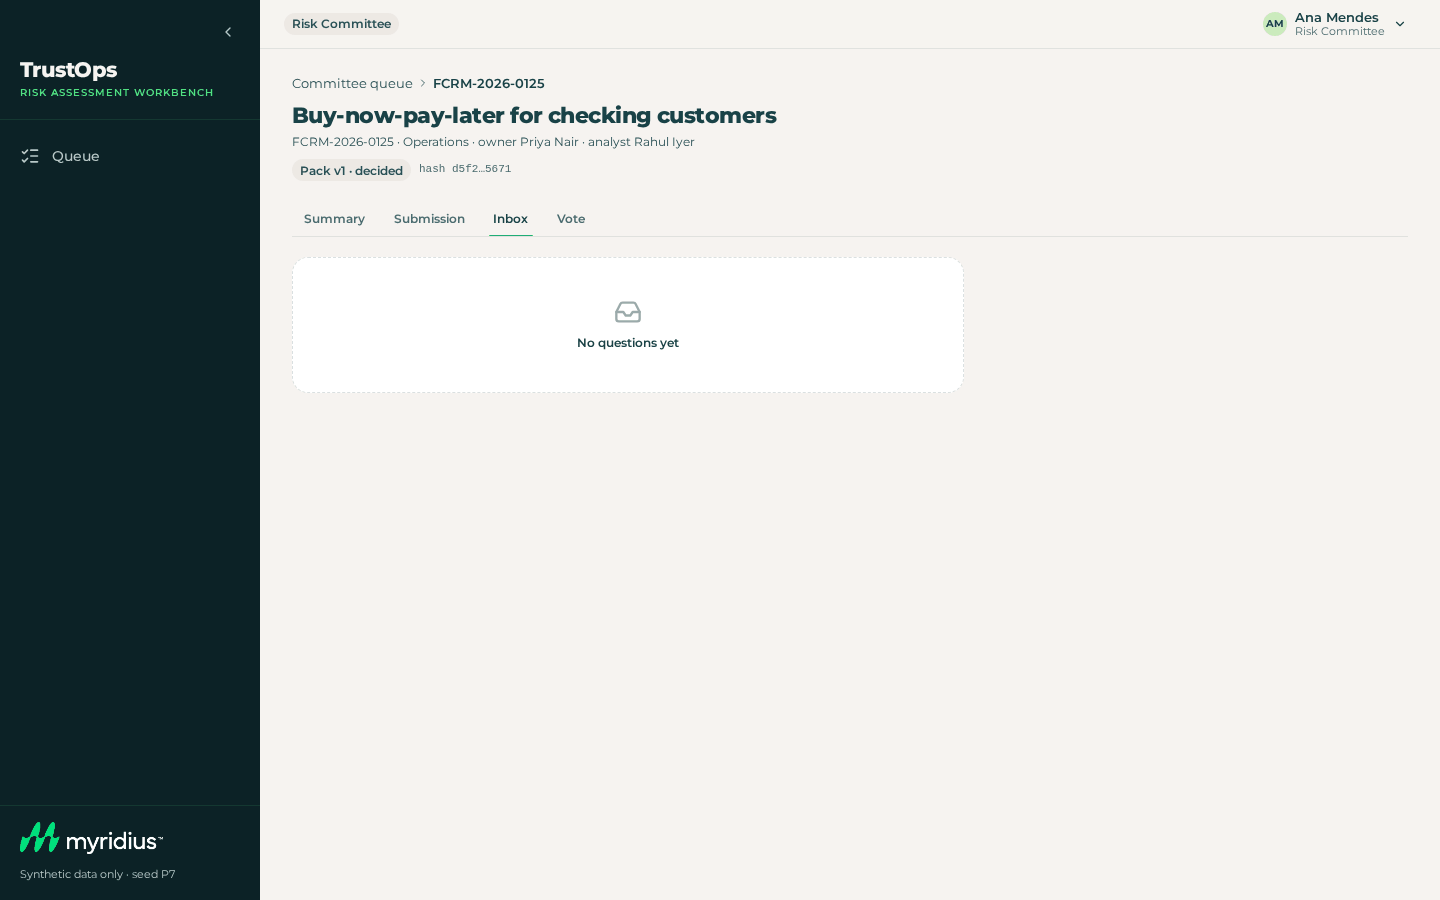 TrustOps
RISK ASSESSMENT WORKBENCH
Queue
myridius™
Synthetic data only · seed P7
Risk Committee
AM
Ana Mendes
Risk Committee
Committee queue > FCRM-2026-0125
Buy-now-pay-later for checking customers
FCRM-2026-0125 · Operations · owner Priya Nair · analyst Rahul Iyer
Pack v1 · decided hash d5f2…5671
Summary Submission Inbox Vote
No questions yet